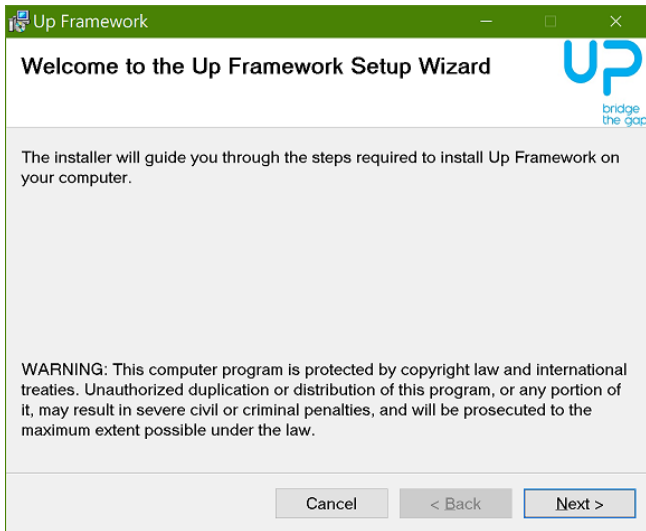 Up Framework
Welcome to the Up Framework Setup Wizard
UP
bridge
the gap
The installer will guide you through the steps required to install Up Framework on
your computer.
WARNING: This computer program is protected by copyright law and international
treaties. Unauthorized duplication or distribution of this program, or any portion of
it, may result in severe civil or criminal penalties, and will be prosecuted to the
maximum extent possible under the law.
Cancel < Back Next >